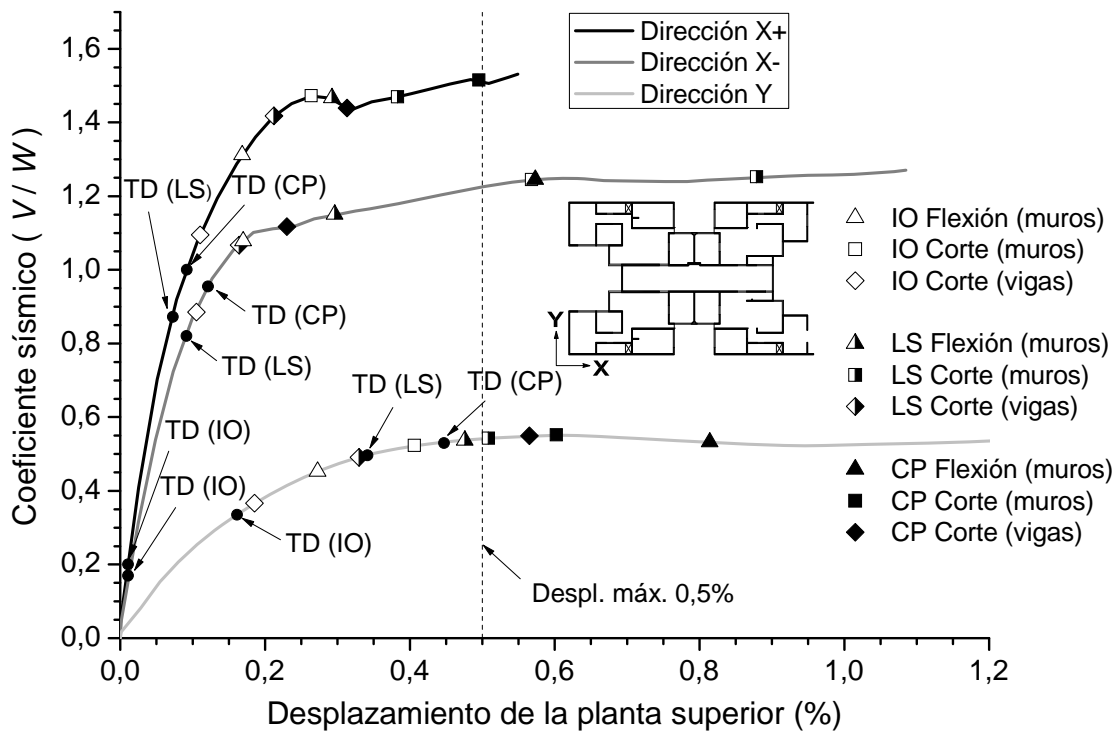 Coeficiente sísmico ( V / W )
1,6
1,4
1,2
1,0
0,8
0,6
0,4
0,2
0,0
0,0
0,2
0,4
0,6
0,8
1,0
1,2
Desplazamiento de la planta superior (%)
Dirección X+
Dirección X-
Dirección Y
TD (LS)
TD (CP)
TD (CP)
TD (LS)
TD (IO)
TD (IO)
TD (LS)
TD (CP)
TD (IO)
Despl. máx. 0,5%
Y
X
IO Flexión (muros)
IO Corte (muros)
IO Corte (vigas)
LS Flexión (muros)
LS Corte (muros)
LS Corte (vigas)
CP Flexión (muros)
CP Corte (muros)
CP Corte (vigas)